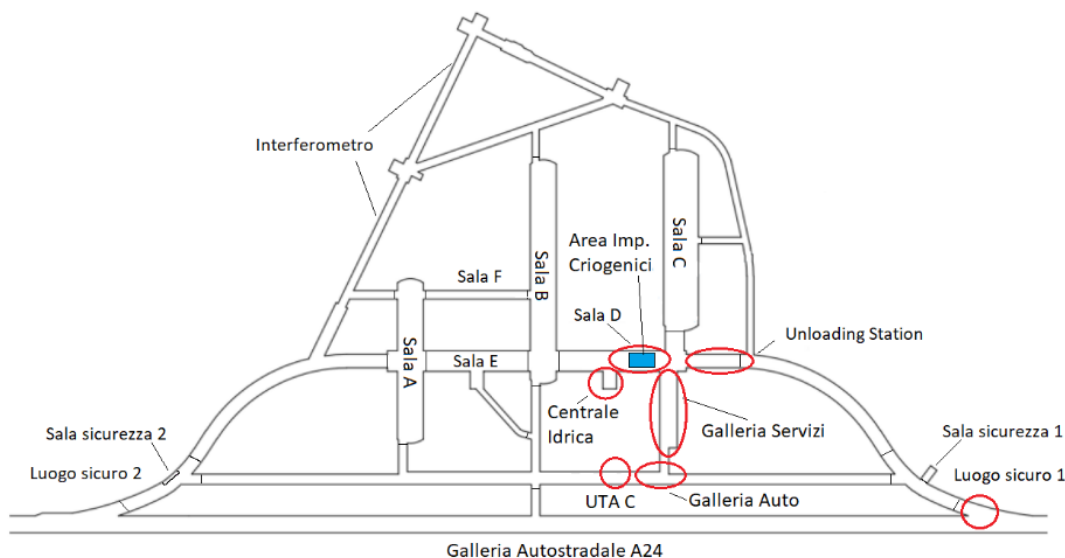 Interferometro
Area Imp.
Criogenici
Sala C
Sala B
Sala F
Sala D
Unloading Station
Sala A
Sala E
Centrale
Idrica
Galleria Servizi
Sala sicurezza 2
Sala sicurezza 1
Luogo sicuro 2
Luogo sicuro 1
UTA C
Galleria Auto
Galleria Autostradale A24